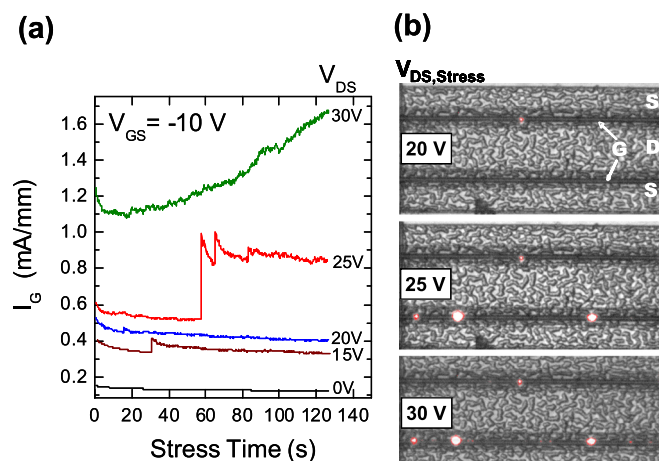 (a)
(b)
V_DS
V_GS = -10 V
30V
25V
20V
15V
0V
1.6
1.4
1.2
1.0
0.8
0.6
0.4
0.2
0 20 40 60 80 100 120 140
I_G (mA/mm)
Stress Time (s)
V_DS,Stress
S
20 V
G
D
S
25 V
30 V